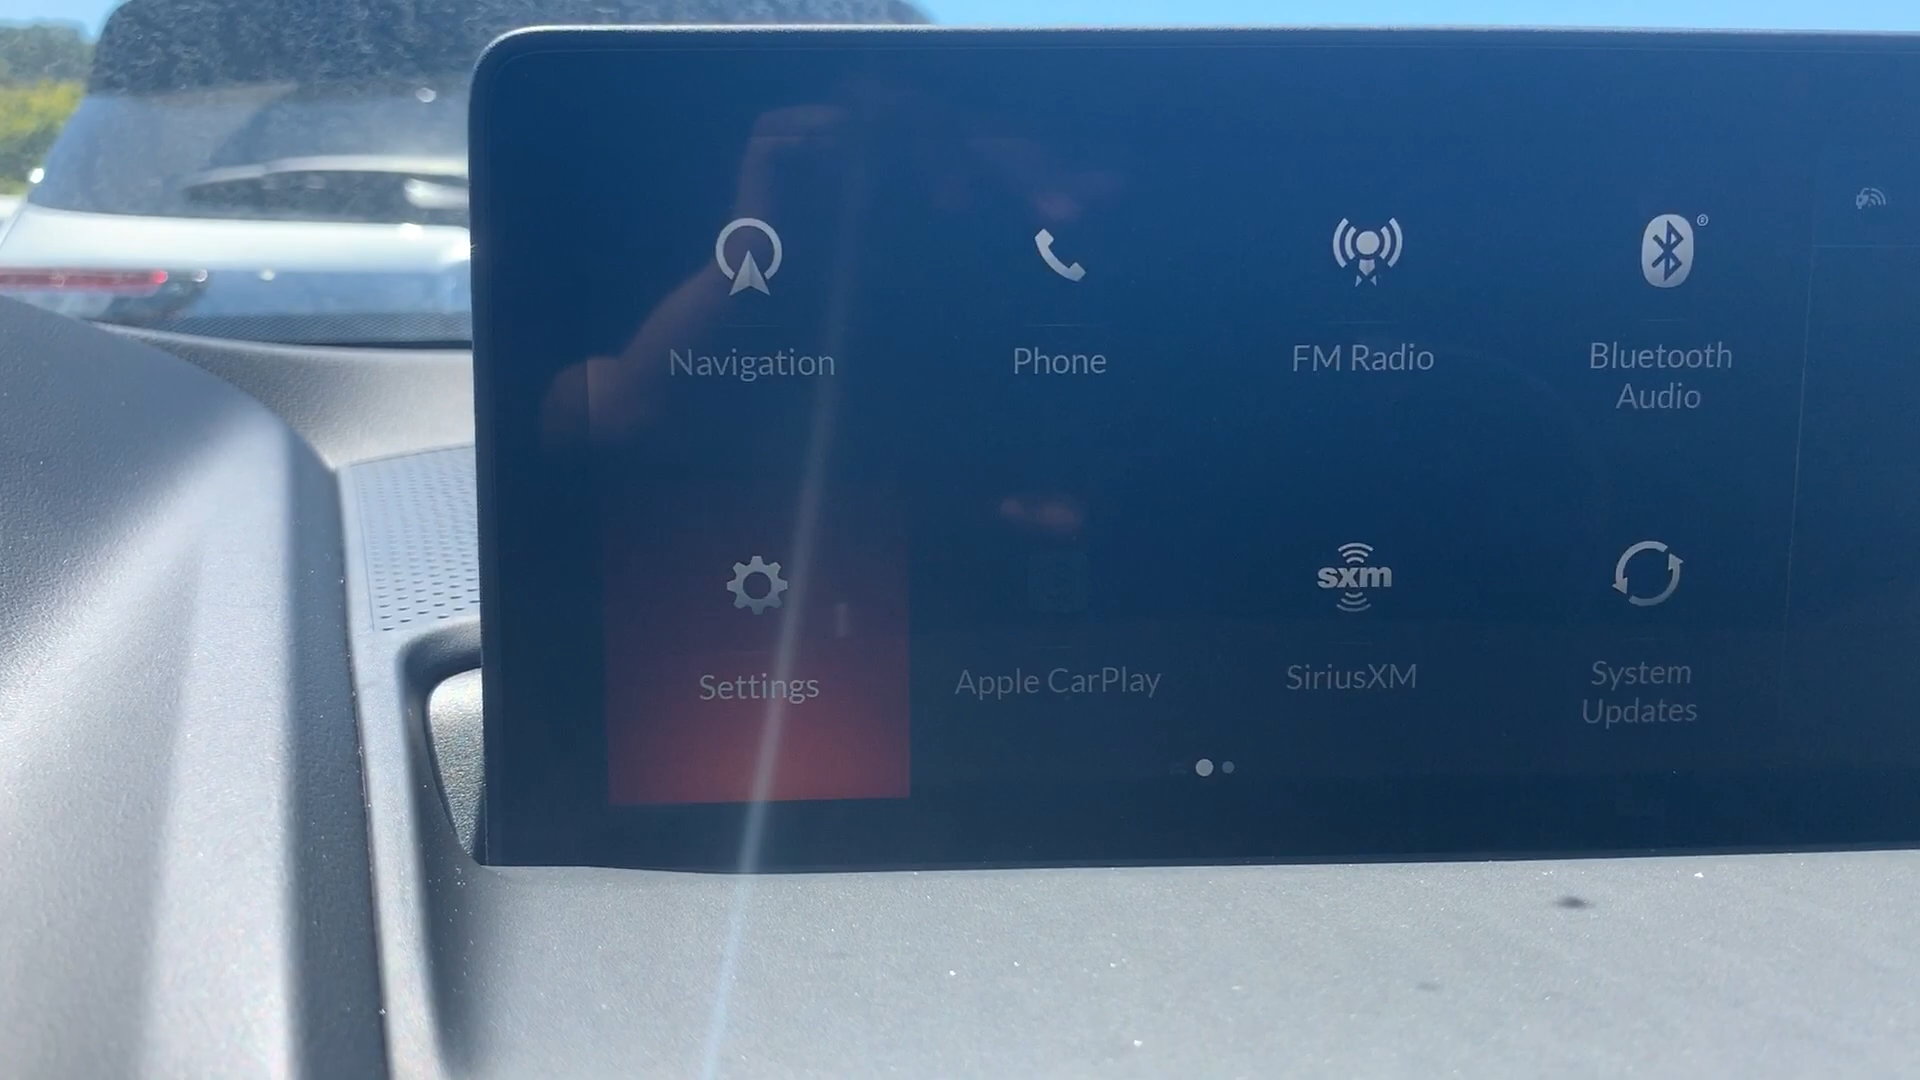 Navigation
Phone
FM Radio
Bluetooth
Audio
®
Settings
Apple CarPlay
sxm
SiriusXM
System
Updates